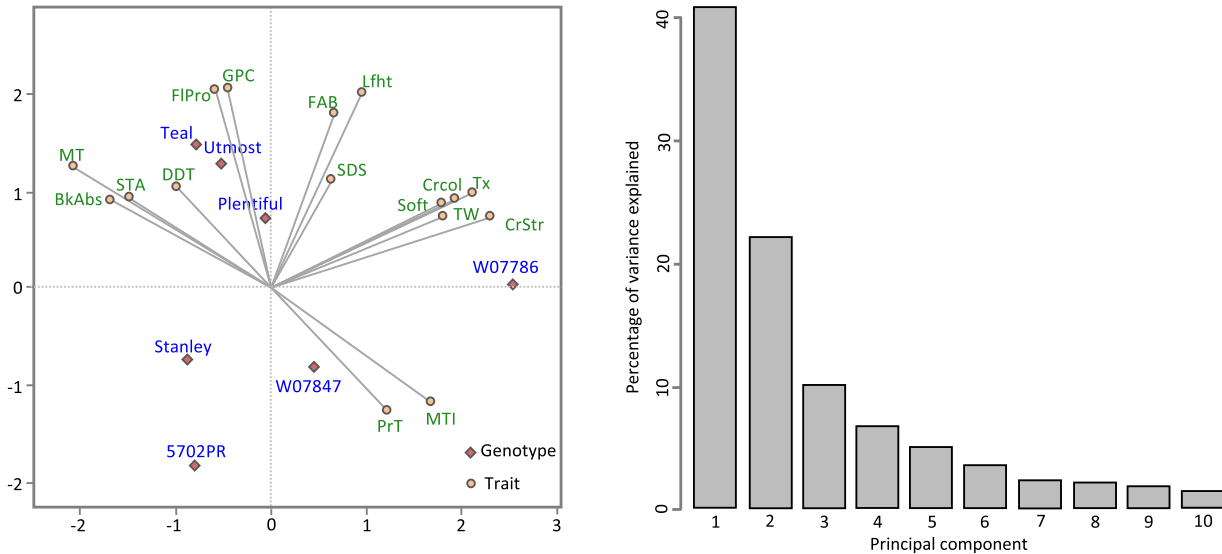 GPC
Lfht
FlPro
FAB
2
Teal
Utmost
MT
SDS
DDT
STA
Crcol
Tx
BkAbs
1
Plentiful
Soft
TW
CrStr
W07786
0
Stanley
W07847
-1
PrT
MTI
5702PR
Genotype
Trait
-2
-2
-1
0
1
2
3
Percentage of variance explained
40
30
20
10
0
1
2
3
4
5
6
7
8
9
10
Principal component